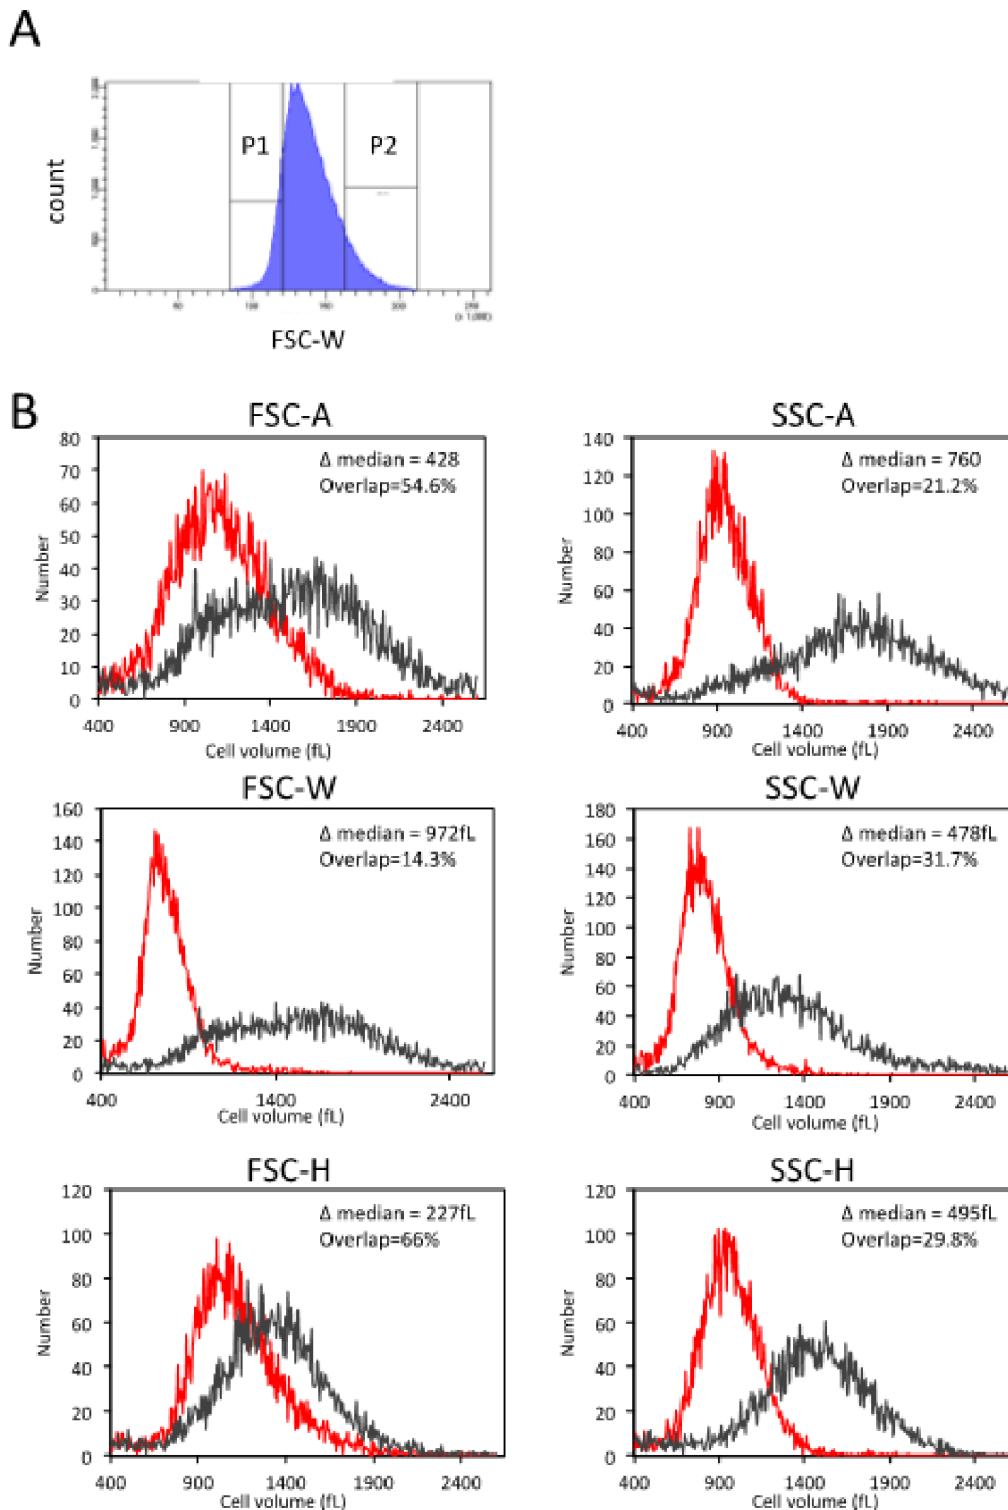 A
P1
P2
count
50
100
150
200
250
(x 1,000)
FSC-W
B
FSC-A
SSC-A
Δ median = 428
Overlap=54.6%
Δ median = 760
Overlap=21.2%
Number
80
70
60
50
40
30
20
10
0
400 900 1400 1900 2400
Cell volume (fL)
Number
140
120
100
80
60
40
20
0
400 900 1400 1900 2400
Cell volume (fL)
FSC-W
SSC-W
Δ median = 972fL
Overlap=14.3%
Δ median = 478fL
Overlap=31.7%
Number
160
140
120
100
80
60
40
20
0
400 1400 2400
Cell volume (fL)
Number
180
160
140
120
100
80
60
40
20
0
400 900 1400 1900 2400
Cell volume (fL)
FSC-H
SSC-H
Δ median = 227fL
Overlap=66%
Δ median = 495fL
Overlap=29.8%
Number
120
100
80
60
40
20
0
400 900 1400 1900 2400
Cell volume (fL)
Number
120
100
80
60
40
20
0
400 900 1400 1900 2400
Cell volume (fL)